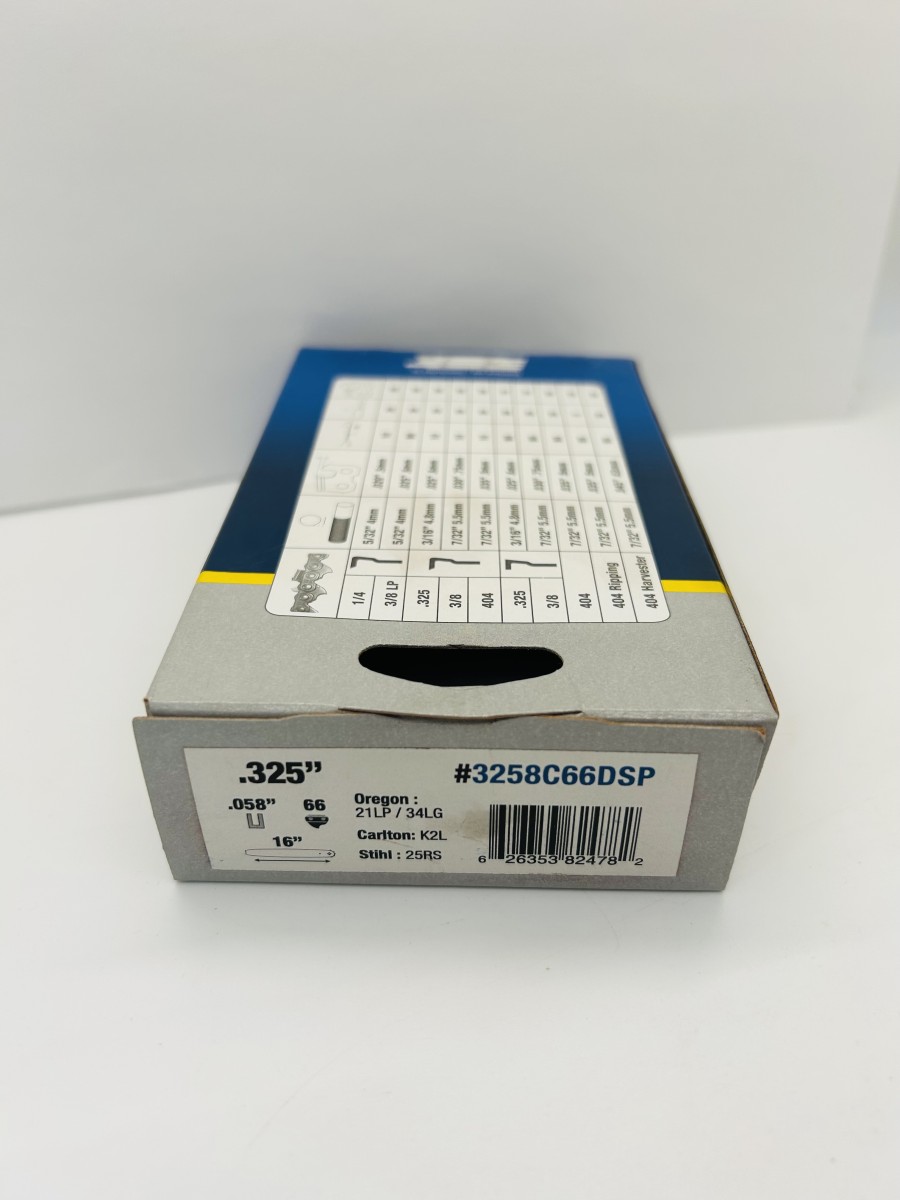 1/4 5/32" 4mm
3/8 LP 5/32" 4mm
.325 3/16" 4.8mm
3/8 7/32" 5.5mm
404 7/32" 5.5mm
.325 3/16" 4.8mm
3/8 7/32" 5.5mm
404 7/32" 5.5mm
404 Ripping 7/32" 5.5mm
404 Harvester 7/32" 5.5mm
.325”
#3258C66DSP
.058”
66
16”
Oregon :
21LP / 34LG
Carlton: K2L
Stihl : 25RS
6 26353 82478 2